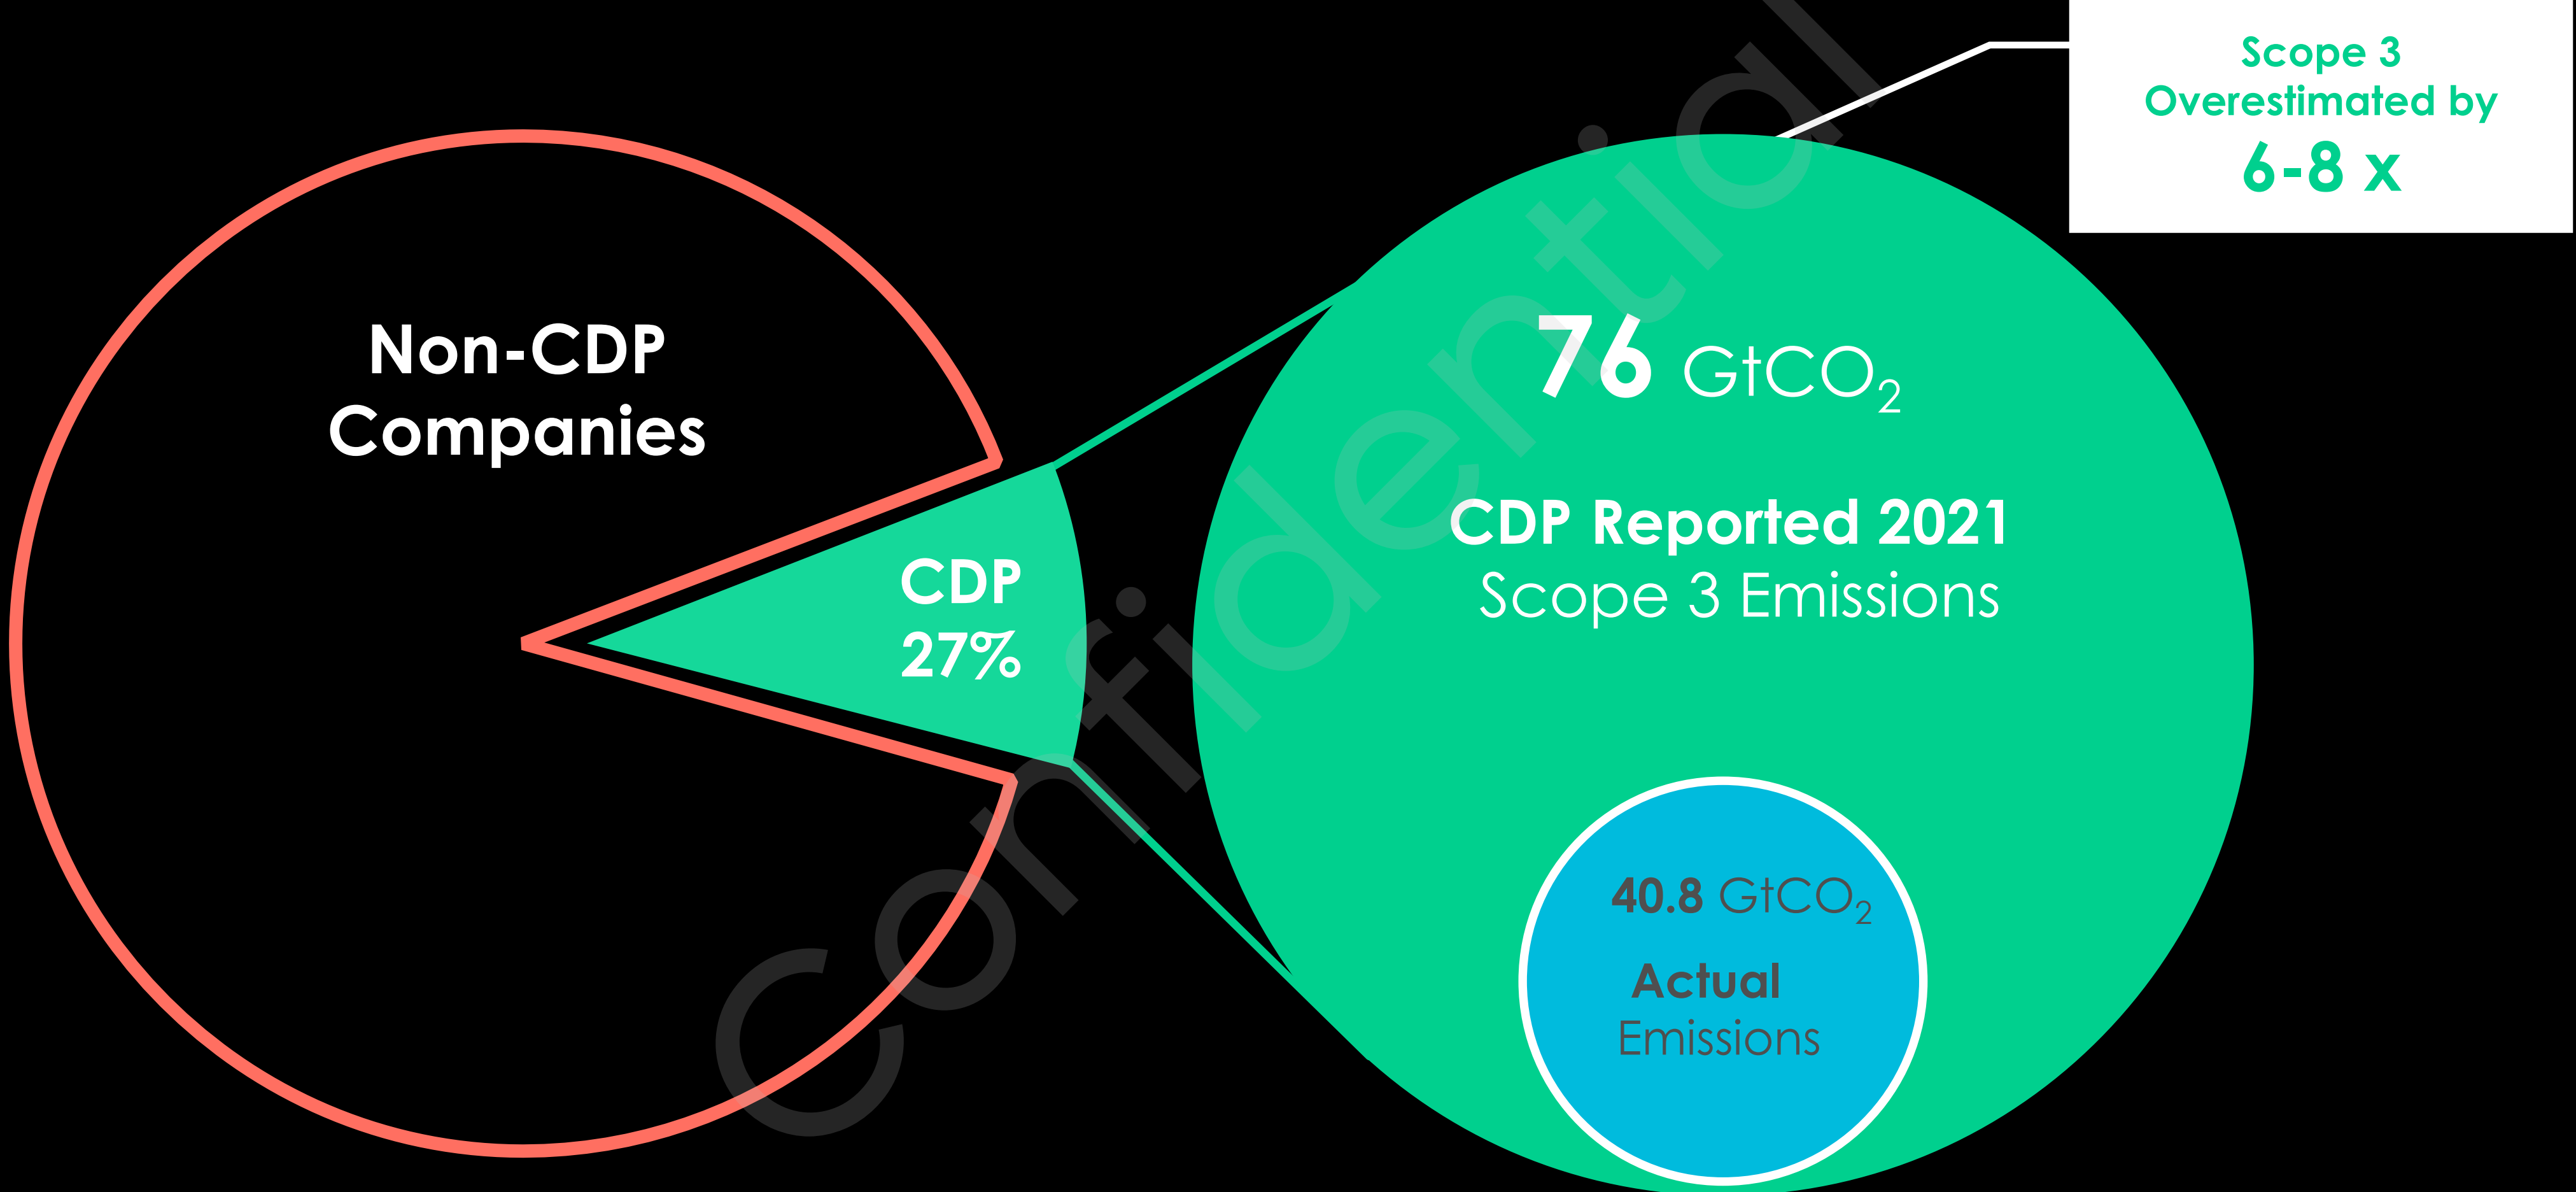 Scope 3
Overestimated by
6-8 x
Non-CDP
Companies
CDP
27%
76 GtCO₂
CDP Reported 2021
Scope 3 Emissions
40.8 GtCO₂
Actual
Emissions
Confidential